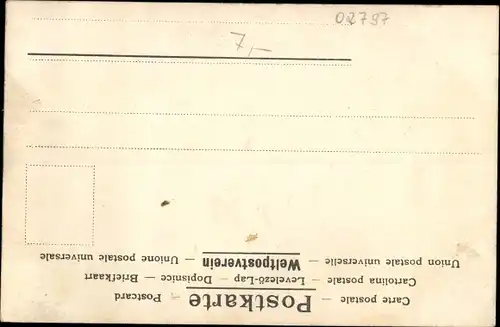 Carte postale — Postkarte — Postcard
Cartolina postale — Levelező-Lap — Dopisnice — Briefkaart
Union postale universelle — Weltpostverein — Unione postale universale
7,-
02797